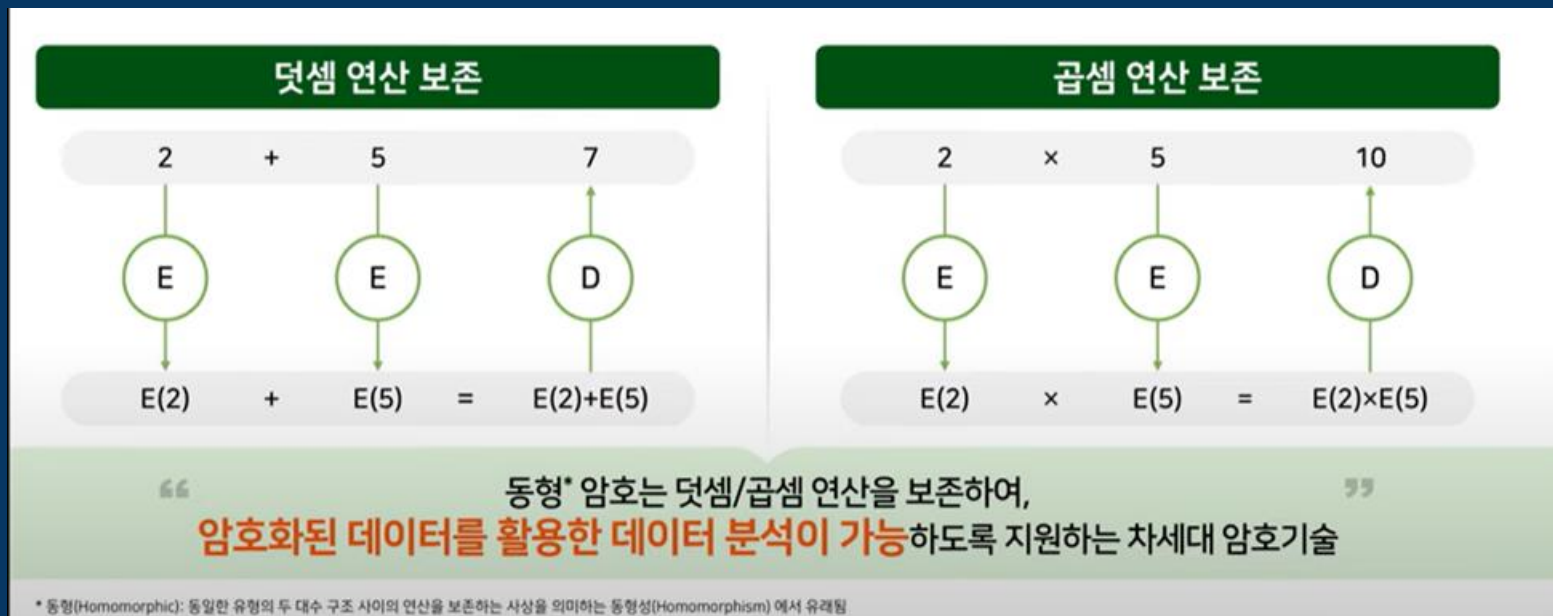 덧셈 연산 보존
2 + 5 7
E E D
E(2) + E(5) = E(2)+E(5)
곱셈 연산 보존
2 × 5 10
E E D
E(2) × E(5) = E(2)×E(5)
“ 동형* 암호는 덧셈/곱셈 연산을 보존하여, ”
암호화된 데이터를 활용한 데이터 분석이 가능하도록 지원하는 차세대 암호기술
* 동형(Homomorphic): 동일한 유형의 두 대수 구조 사이의 연산을 보존하는 사상을 의미하는 동형성(Homomorphism) 에서 유래됨